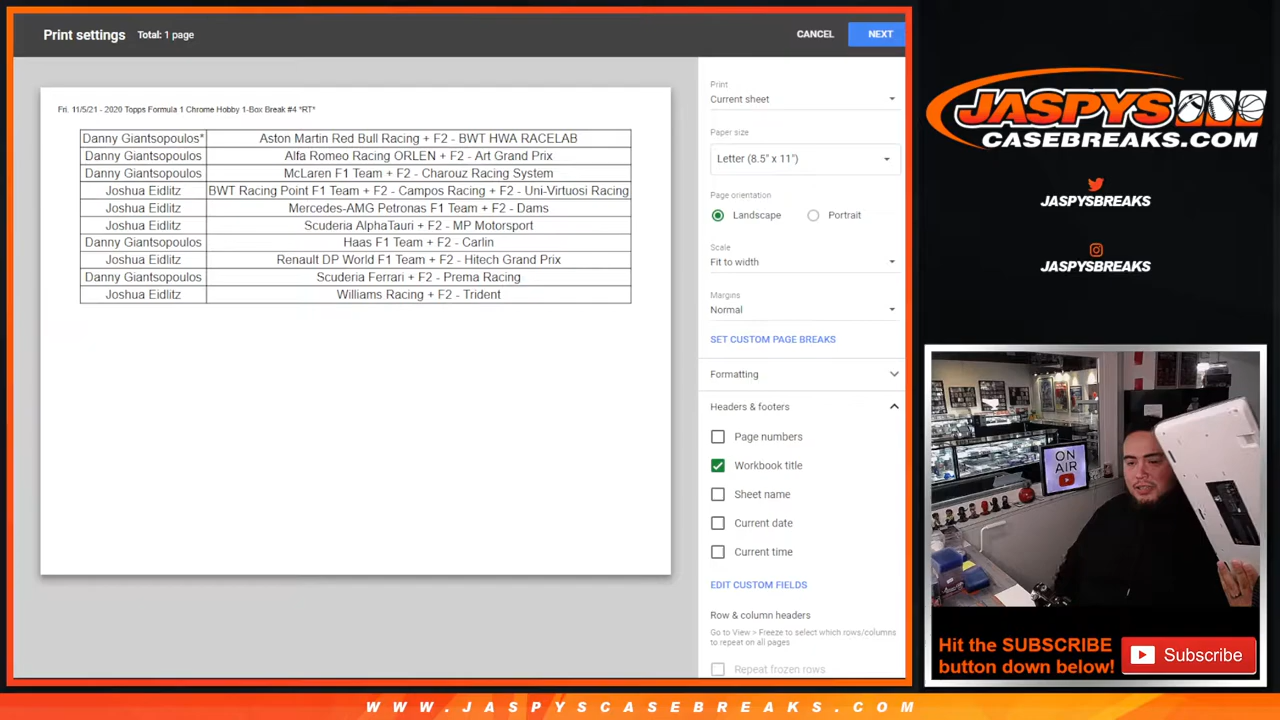 Print settings Total: 1 page CANCEL NEXT
Fri. 11/5/21 - 2020 Topps Formula 1 Chrome Hobby 1-Box Break #4 *RT*
Danny Giantsopoulos* Aston Martin Red Bull Racing + F2 - BWT HWA RACELAB
Danny Giantsopoulos Alfa Romeo Racing ORLEN + F2 - Art Grand Prix
Danny Giantsopoulos McLaren F1 Team + F2 - Charouz Racing System
Joshua Eidlitz BWT Racing Point F1 Team + F2 - Campos Racing + F2 - Uni-Virtuosi Racing
Joshua Eidlitz Mercedes-AMG Petronas F1 Team + F2 - Dams
Joshua Eidlitz Scuderia AlphaTauri + F2 - MP Motorsport
Danny Giantsopoulos Haas F1 Team + F2 - Carlin
Joshua Eidlitz Renault DP World F1 Team + F2 - Hitech Grand Prix
Danny Giantsopoulos Scuderia Ferrari + F2 - Prema Racing
Joshua Eidlitz Williams Racing + F2 - Trident
Print
Current sheet
Paper size
Letter (8.5" x 11")
Page orientation
Landscape Portrait
Scale
Fit to width
Margins
Normal
SET CUSTOM PAGE BREAKS
Formatting
Headers & footers
Page numbers
Workbook title
Sheet name
Current date
Current time
EDIT CUSTOM FIELDS
Row & column headers
Go to View > Freeze to select which rows/columns
to repeat on all pages
Repeat frozen rows
JASPYS
CASEBREAKS.COM
JASPYSBREAKS
JASPYSBREAKS
ON
AIR
Hit the SUBSCRIBE
button down below!
Subscribe
WWW.JASPYSCASEBREAKS.COM